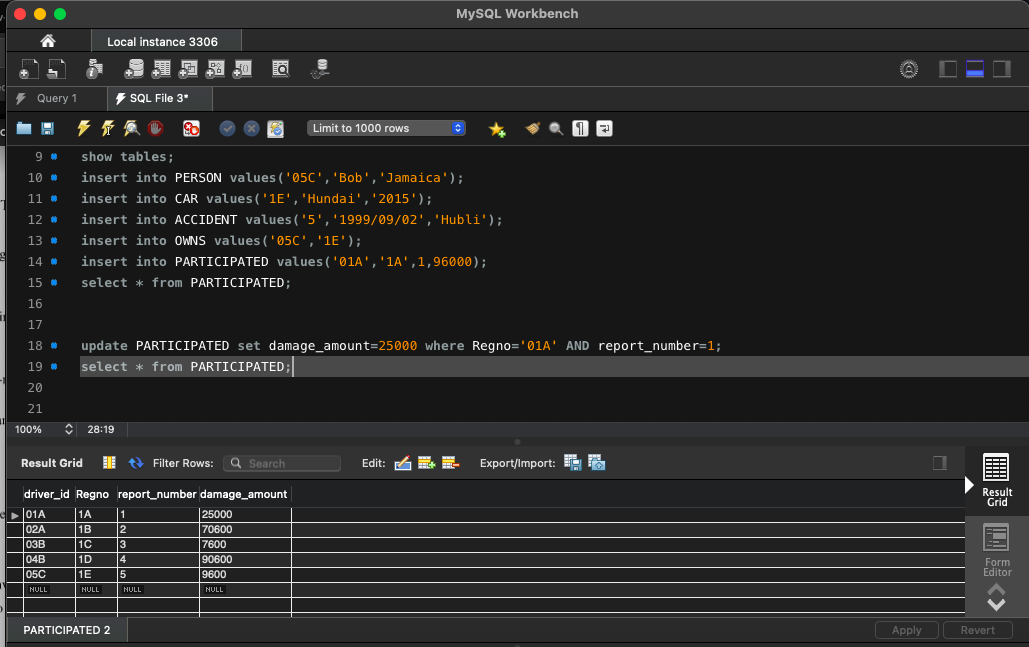 MySQL Workbench
Local instance 3306
Query 1
SQL File 3*
Limit to 1000 rows
9 show tables;
10 insert into PERSON values('05C','Bob','Jamaica');
11 insert into CAR values('1E','Hundai','2015');
12 insert into ACCIDENT values('5','1999/09/02','Hubli');
13 insert into OWNS values('05C','1E');
14 insert into PARTICIPATED values('01A','1A',1,96000);
15 select * from PARTICIPATED;
16
17
18 update PARTICIPATED set damage_amount=25000 where Regno='01A' AND report_number=1;
19 select * from PARTICIPATED;
20
21
100% 28:19
Result Grid Filter Rows: Search Edit: Export/Import:
driver_id Regno report_number damage_amount
01A 1A 1 25000
02A 1B 2 70600
03B 1C 3 7600
04B 1D 4 90600
05C 1E 5 9600
NULL NULL NULL NULL
Result
Grid
Form
Editor
PARTICIPATED 2
Apply Revert